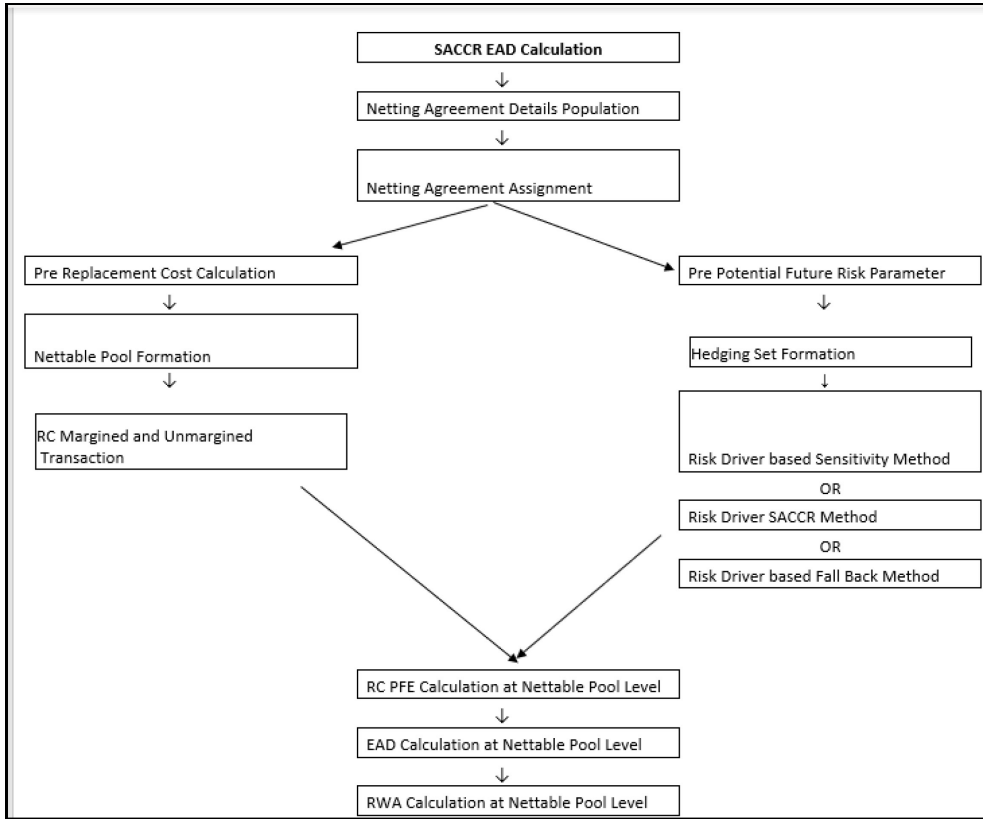 SACCR EAD Calculation
Netting Agreement Details Population
Netting Agreement Assignment
Pre Replacement Cost Calculation
Pre Potential Future Risk Parameter
Nettable Pool Formation
Hedging Set Formation
RC Margined and Unmargined
Transaction
Risk Driver based Sensitivity Method
OR
Risk Driver SACCR Method
OR
Risk Driver based Fall Back Method
RC PFE Calculation at Nettable Pool Level
EAD Calculation at Nettable Pool Level
RWA Calculation at Nettable Pool Level